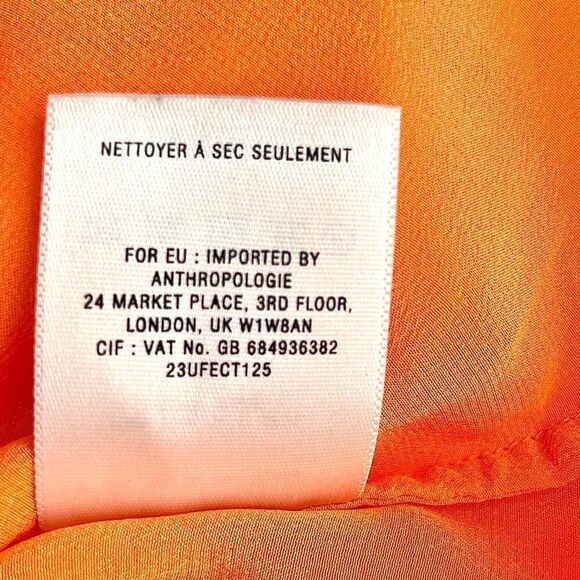 NETTOYER À SEC SEULEMENT
FOR EU : IMPORTED BY
ANTHROPOLOGIE
24 MARKET PLACE, 3RD FLOOR,
LONDON, UK W1W8AN
CIF : VAT No. GB 684936382
23UFECT125